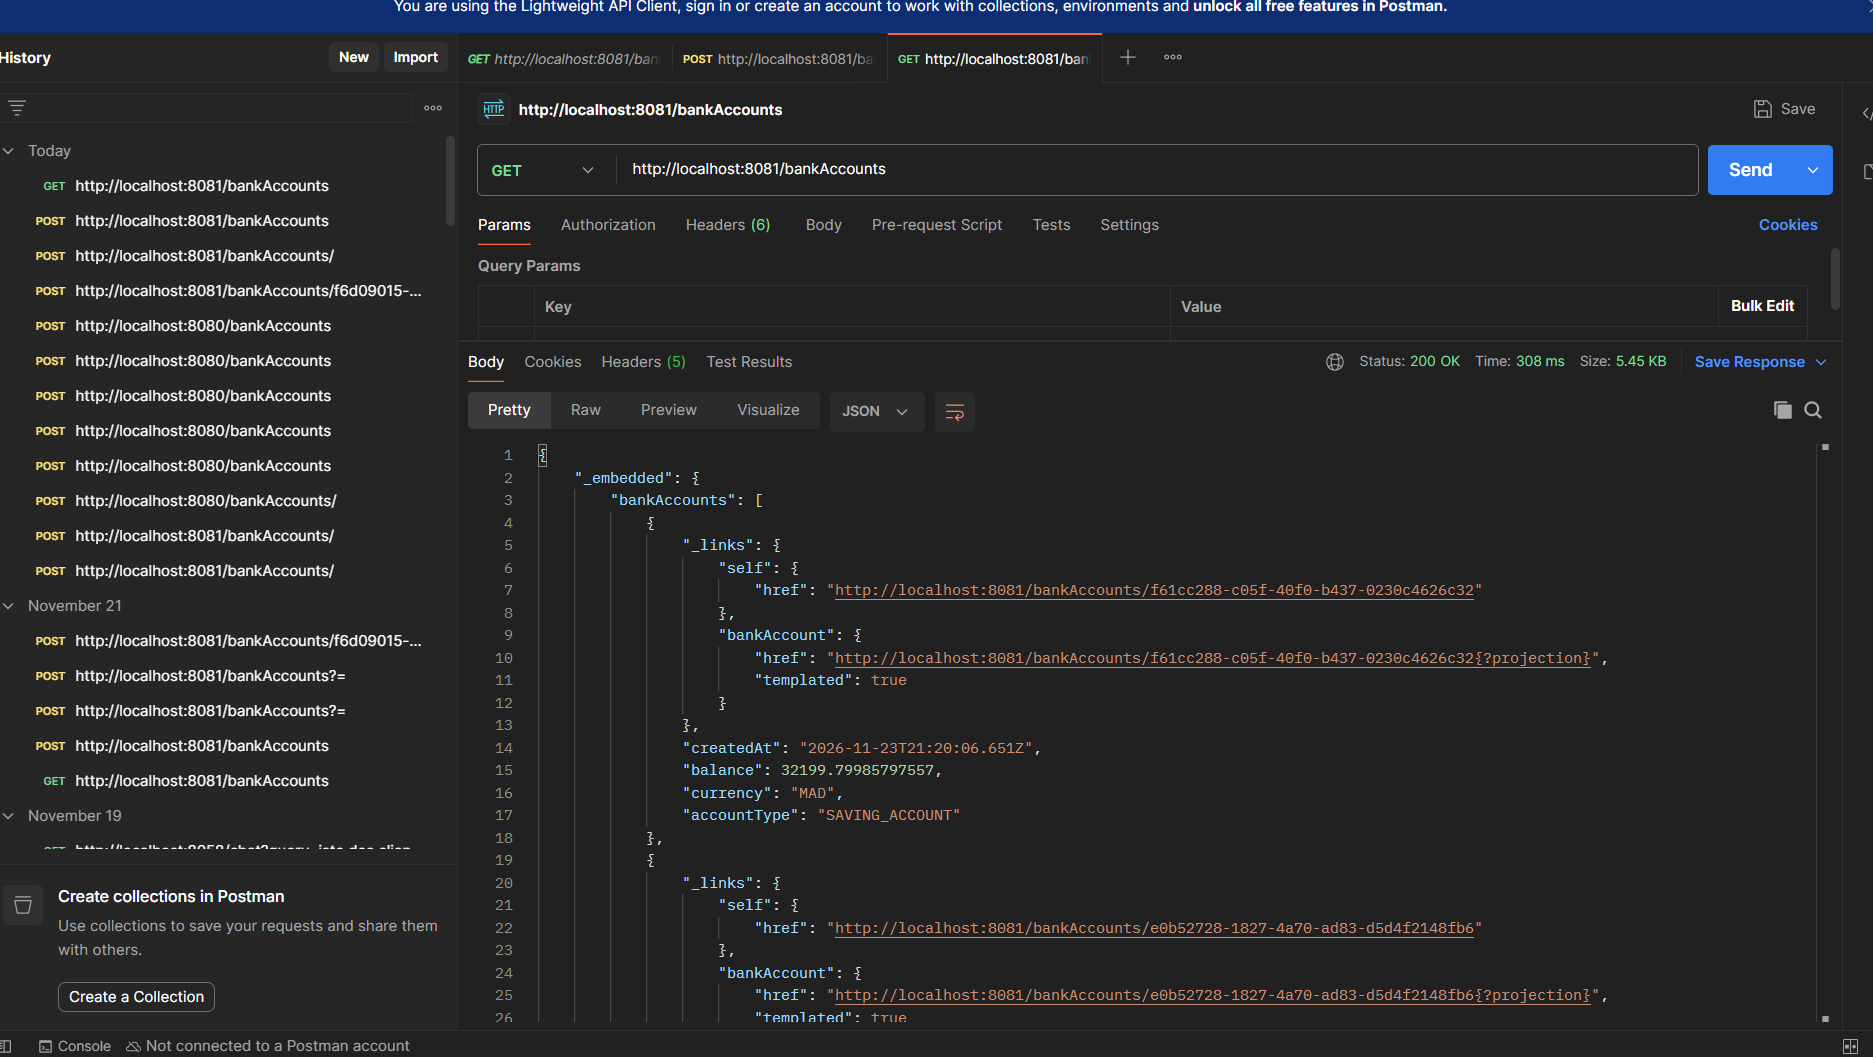 You are using the Lightweight API Client, sign in or create an account to work with collections, environments and unlock all free features in Postman.
History
New
Import
GET http://localhost:8081/ban
POST http://localhost:8081/ba
GET http://localhost:8081/ban
HTTP http://localhost:8081/bankAccounts
Save
GET
http://localhost:8081/bankAccounts
Send
Params
Authorization
Headers (6)
Body
Pre-request Script
Tests
Settings
Cookies
Query Params
Key
Value
Bulk Edit
Today
GET http://localhost:8081/bankAccounts
POST http://localhost:8081/bankAccounts
POST http://localhost:8081/bankAccounts/
POST http://localhost:8081/bankAccounts/f6d09015-...
POST http://localhost:8080/bankAccounts
POST http://localhost:8080/bankAccounts
POST http://localhost:8080/bankAccounts
POST http://localhost:8080/bankAccounts
POST http://localhost:8080/bankAccounts
POST http://localhost:8080/bankAccounts/
POST http://localhost:8081/bankAccounts/
POST http://localhost:8081/bankAccounts/
November 21
POST http://localhost:8081/bankAccounts/f6d09015-...
POST http://localhost:8081/bankAccounts?=
POST http://localhost:8081/bankAccounts?=
POST http://localhost:8081/bankAccounts
GET http://localhost:8081/bankAccounts
November 19
Create collections in Postman
Use collections to save your requests and share them
with others.
Create a Collection
Body
Cookies
Headers (5)
Test Results
Status: 200 OK
Time: 308 ms
Size: 5.45 KB
Save Response
Pretty
Raw
Preview
Visualize
JSON
1 {
2 "_embedded": {
3 "bankAccounts": [
4 {
5 "_links": {
6 "self": {
7 "href": "http://localhost:8081/bankAccounts/f61cc288-c05f-40f0-b437-0230c4626c32"
8 },
9 "bankAccount": {
10 "href": "http://localhost:8081/bankAccounts/f61cc288-c05f-40f0-b437-0230c4626c32{?projection}",
11 "templated": true
12 }
13 },
14 "createdAt": "2026-11-23T21:20:06.651Z",
15 "balance": 32199.79985797557,
16 "currency": "MAD",
17 "accountType": "SAVING_ACCOUNT"
18 },
19 {
20 "_links": {
21 "self": {
22 "href": "http://localhost:8081/bankAccounts/e0b52728-1827-4a70-ad83-d5d4f2148fb6"
23 },
24 "bankAccount": {
25 "href": "http://localhost:8081/bankAccounts/e0b52728-1827-4a70-ad83-d5d4f2148fb6{?projection}",
26 "templated": true
Console
Not connected to a Postman account